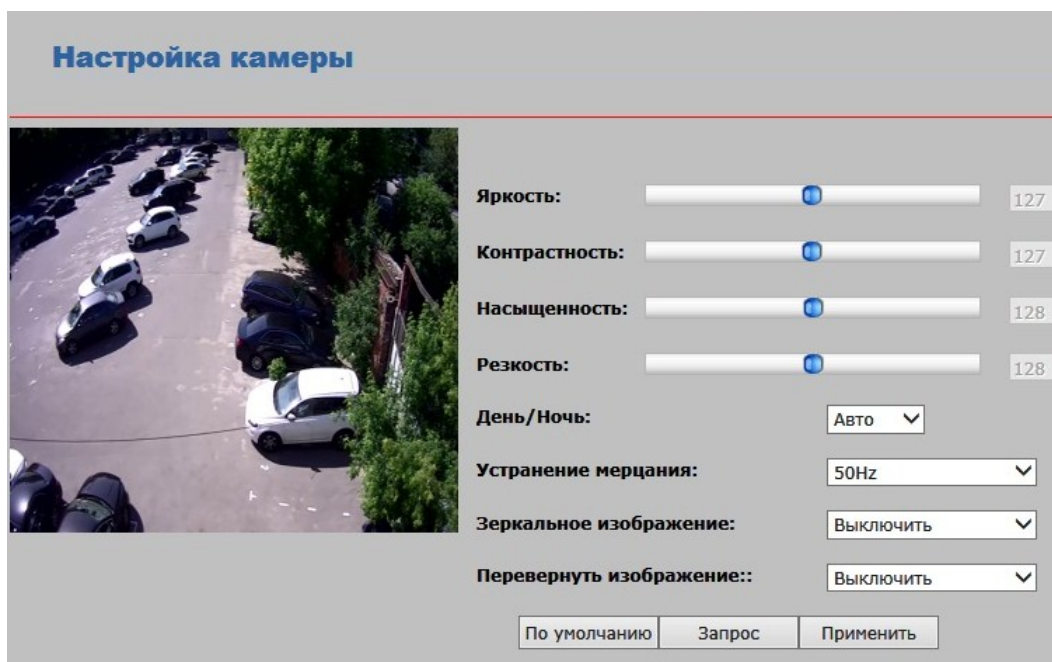 Настройка камеры
Яркость: 127
Контрастность: 127
Насыщенность: 128
Резкость: 128
День/Ночь: Авто
Устранение мерцания: 50Hz
Зеркальное изображение: Выключить
Перевернуть изображение:: Выключить
По умолчанию Запрос Применить